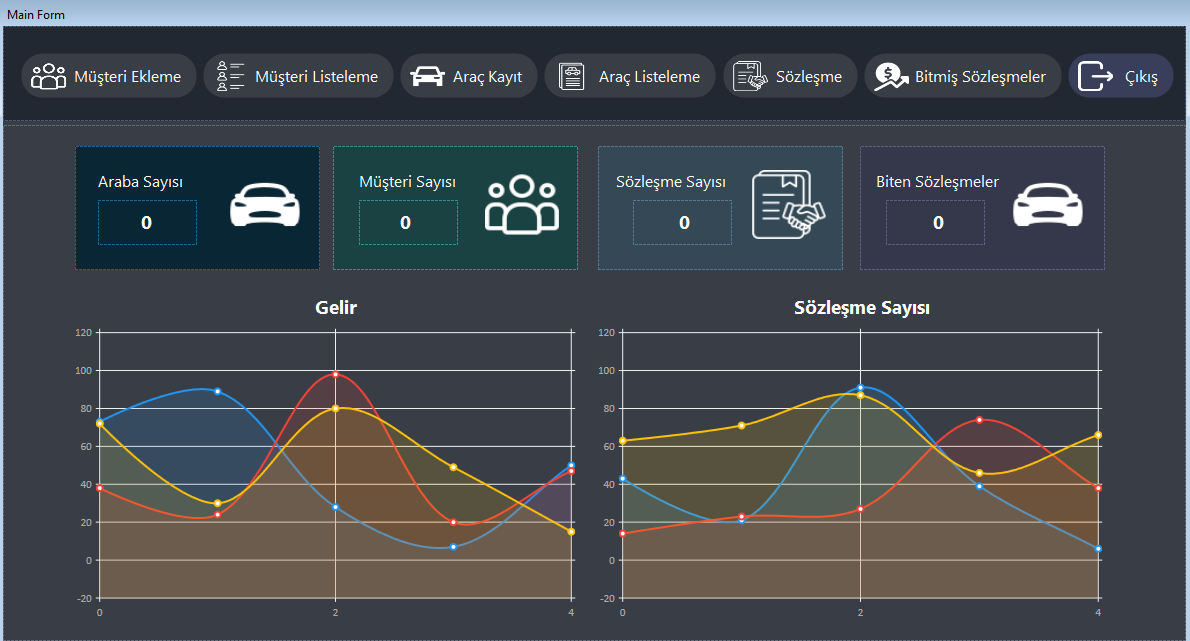 Main Form
Müşteri Ekleme
Müşteri Listeleme
Araç Kayıt
Araç Listeleme
Sözleşme
Bitmiş Sözleşmeler
Çıkış
Araba Sayısı
0
Müşteri Sayısı
0
Sözleşme Sayısı
0
Biten Sözleşmeler
0
Gelir
120
100
80
60
40
20
0
-20
0
2
4
Sözleşme Sayısı
120
100
80
60
40
20
0
-20
0
2
4